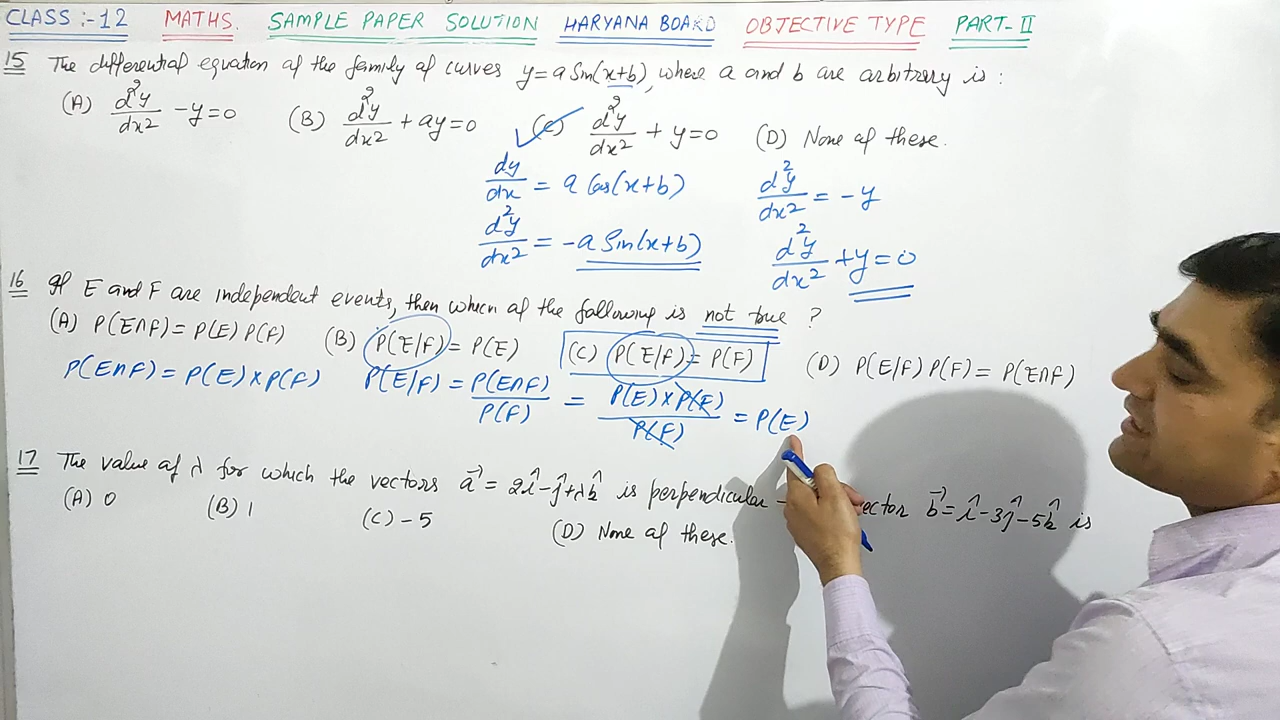 CLASS :-12 MATHS. SAMPLE PAPER SOLUTION HARYANA BOARD OBJECTIVE TYPE PART-II
15 The differential equation of the family of curves y=a Sin(x+b), where a and b are arbitrary is :
(A) d²y/dx² -y=0 (B) d²y/dx² + ay=0 (C) d²y/dx² + y=0 (D) None of these.
dy/dx = a Cos(x+b) d²y/dx² = -y
d²y/dx² = -a Sin(x+b) d²y/dx² +y=0
16 If E and F are independent events, then which of the following is not true ?
(A) P(E∩F)=P(E) P(F) (B) P(E/F)=P(E) (C) P(E/F)=P(F) (D) P(E/F) P(F)= P(E∩F)
P(E∩F)=P(E)×P(F) P(E/F)=P(E∩F)/P(F) = P(E)×P(F)/P(F) = P(E)
17 The value of λ for which the vectors a⃗ = 2î-ĵ+λk̂ is perpendicular b⃗=î-3ĵ-5k̂ is
(A) 0 (B) 1 (C) -5 (D) None of these.